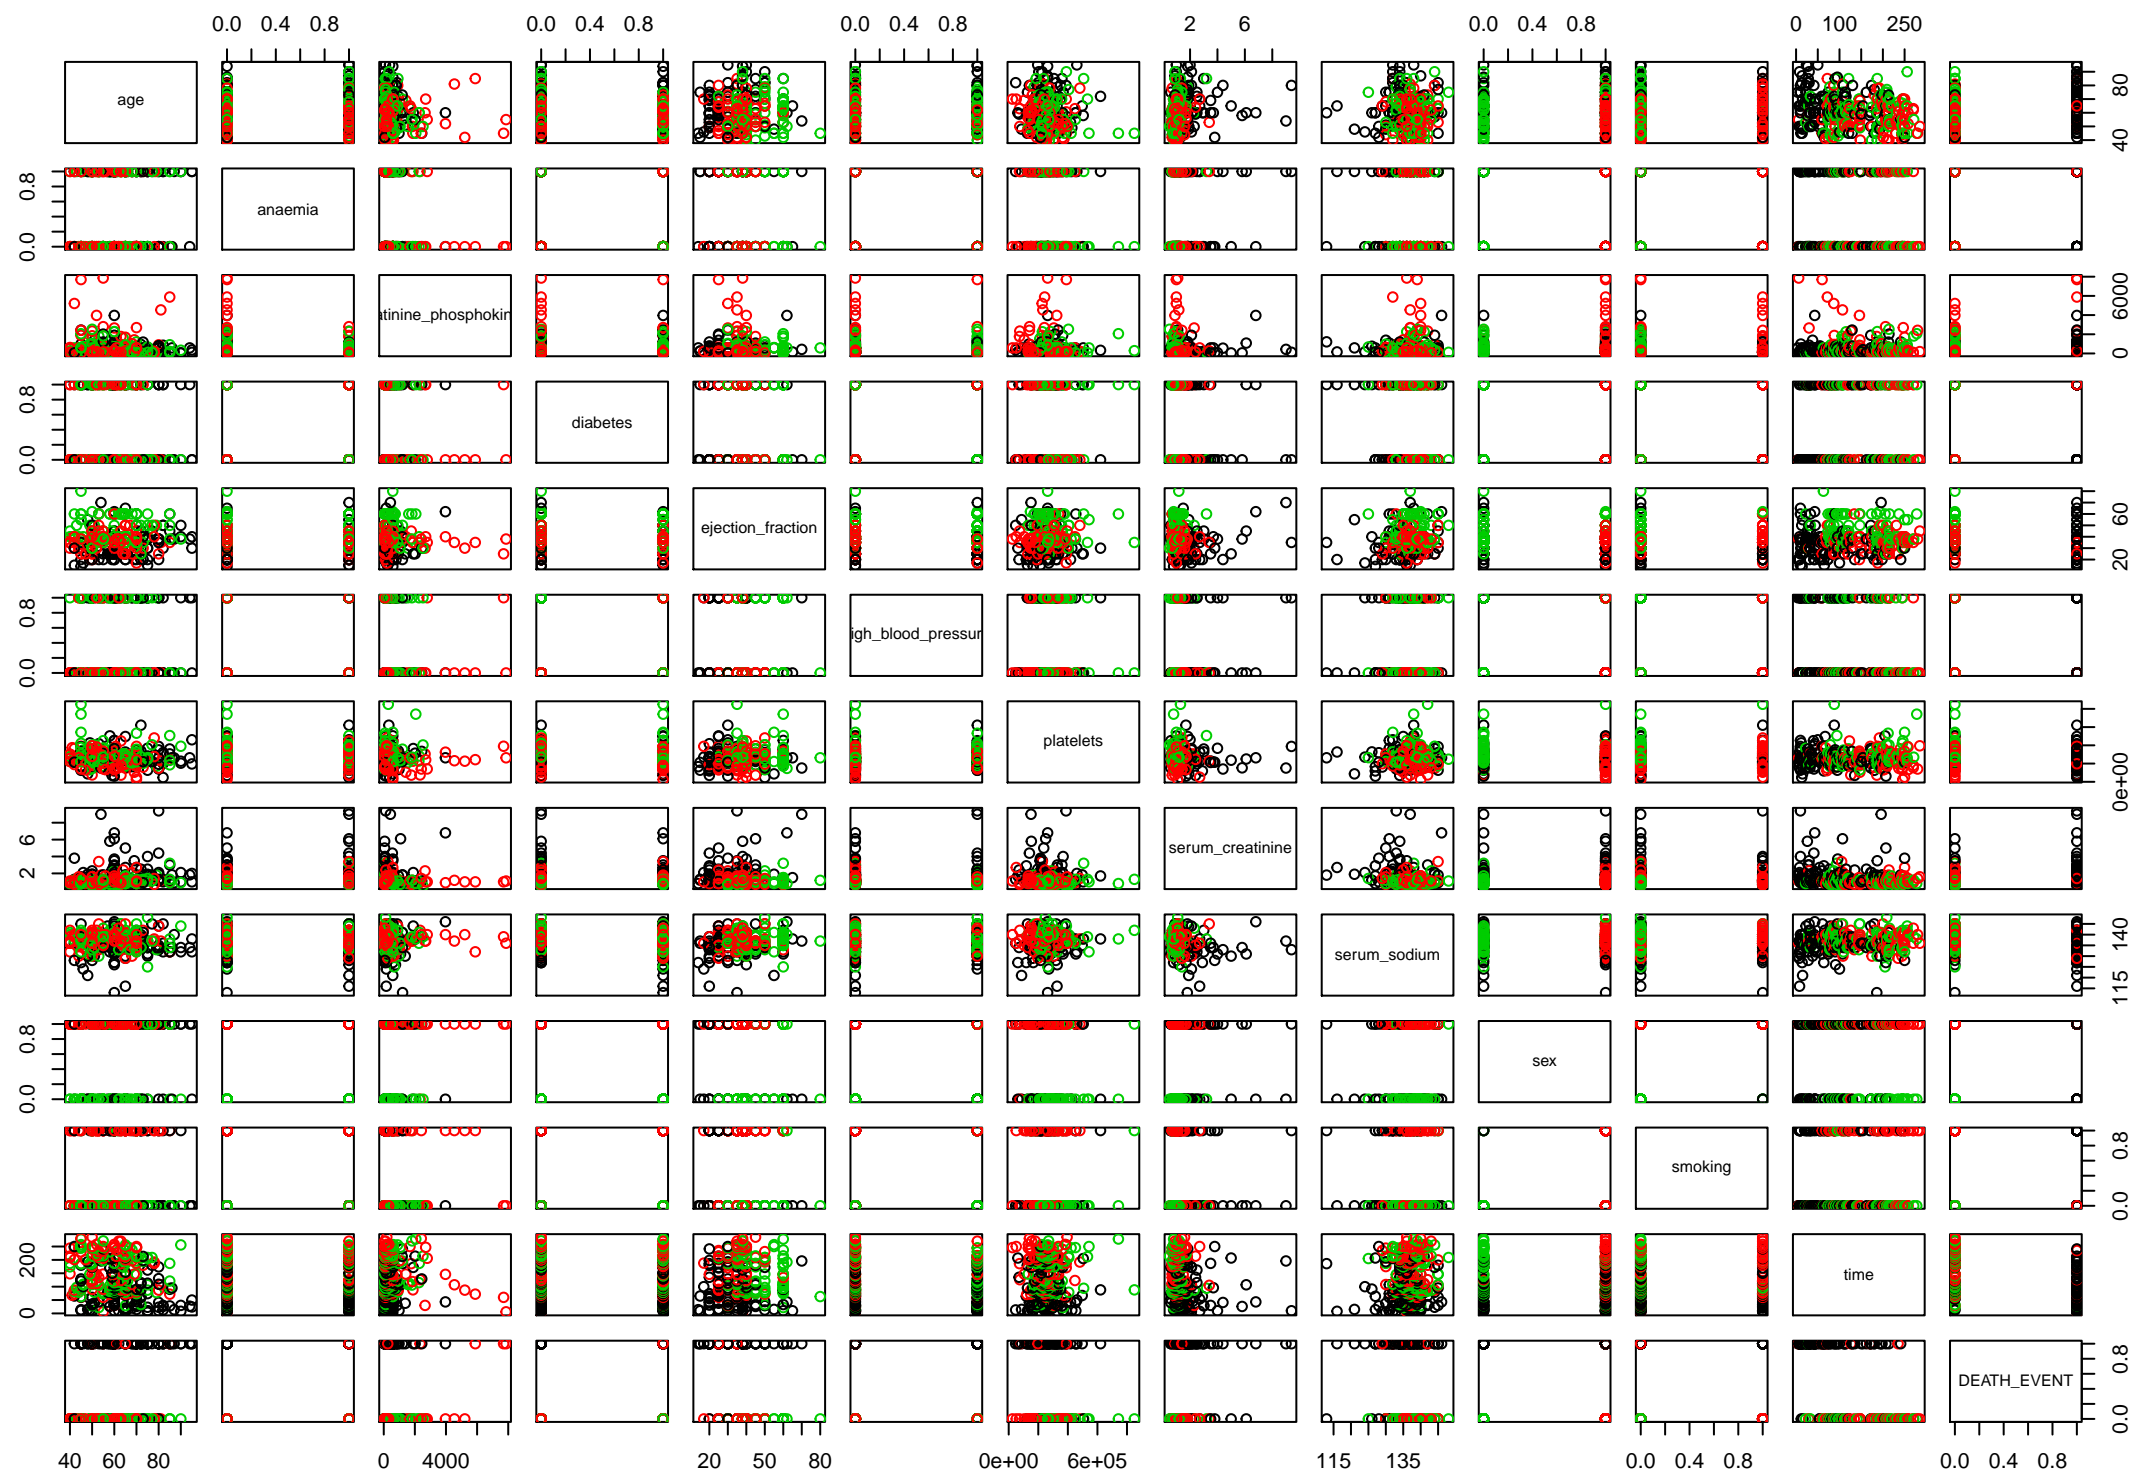 0.0 0.4 0.8 0.0 0.4 0.8 0.0 0.4 0.8 2 6 0.0 0.4 0.8 0 100 250
age 40 80
0.0 0.8 anaemia
atinine_phosphokin 0 6000
0.0 0.8 diabetes
ejection_fraction 20 60
0.0 0.8 igh_blood_pressur
platelets 0e+00
2 6 serum_creatinine
serum_sodium 115 140
0.0 0.8 sex
smoking 0.0 0.8
0 200 time
DEATH_EVENT 0.0 0.8
40 60 80 0 4000 20 50 80 0e+00 6e+05 115 135 0.0 0.4 0.8 0.0 0.4 0.8